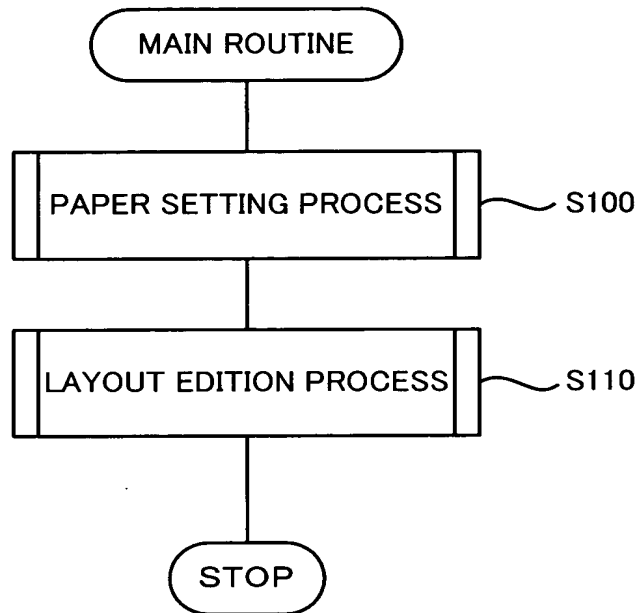 MAIN ROUTINE
PAPER SETTING PROCESS
S100
LAYOUT EDITION PROCESS
S110
STOP